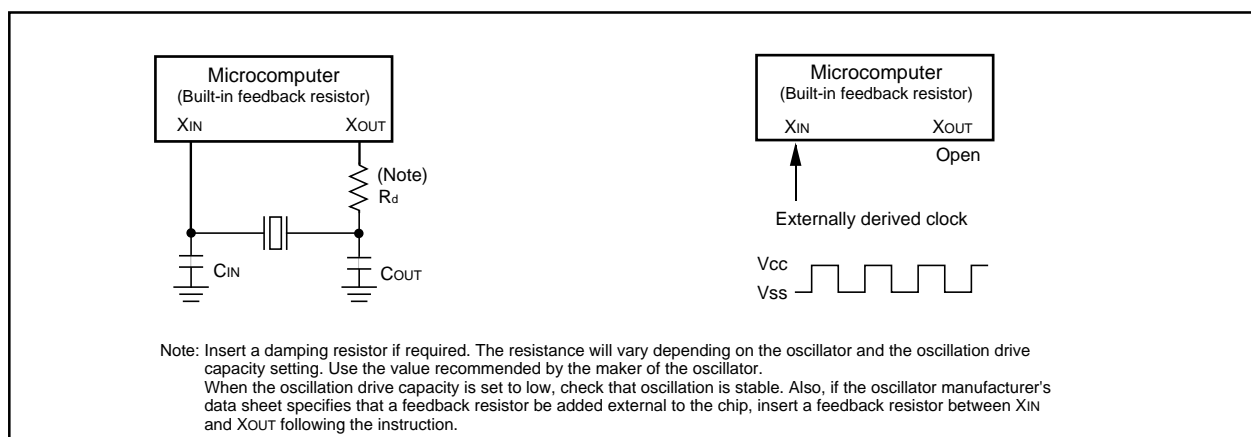 Microcomputer
(Built-in feedback resistor)
XIN XOUT
(Note)
Rd
CIN
COUT
Microcomputer
(Built-in feedback resistor)
XIN XOUT
Open
Externally derived clock
Vcc
Vss
Note: Insert a damping resistor if required. The resistance will vary depending on the oscillator and the oscillation drive
capacity setting. Use the value recommended by the maker of the oscillator.
When the oscillation drive capacity is set to low, check that oscillation is stable. Also, if the oscillator manufacturer's
data sheet specifies that a feedback resistor be added external to the chip, insert a feedback resistor between XIN
and XOUT following the instruction.